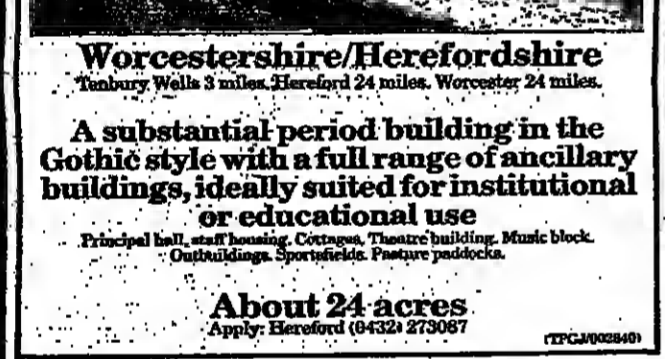 Worcestershire/Herefordshire
Tenbury Wells 3 miles. Hereford 24 miles. Worcester 24 miles.
A substantial period building in the
Gothic style with a full range of ancillary
buildings, ideally suited for institutional
or educational use
Principal hall, staff housing. Cottages. Theatre building. Music block.
Outbuildings. Sportsfields. Pasture paddocks.
About 24 acres
Apply: Hereford (0432) 273087
(TPGJ/002840)